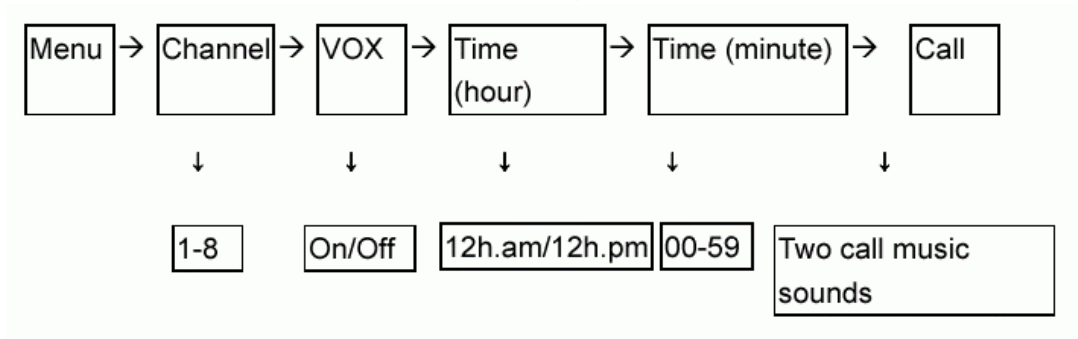 Menu → Channel → VOX → Time (hour) → Time (minute) → Call
↓ ↓ ↓ ↓ ↓
1-8 On/Off 12h.am/12h.pm 00-59 Two call music
sounds